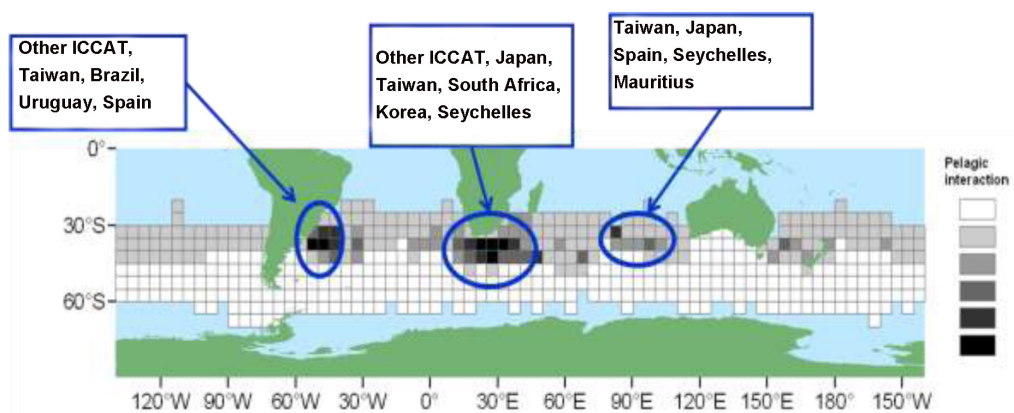 Other ICCAT,
Taiwan, Brazil,
Uruguay, Spain
Other ICCAT, Japan,
Taiwan, South Africa,
Korea, Seychelles
Taiwan, Japan,
Spain, Seychelles,
Mauritius
Pelagic
interaction
0°
30°S
60°S
120°W 90°W 60°W 30°W 0° 30°E 60°E 90°E 120°E 150°E 180° 150°W